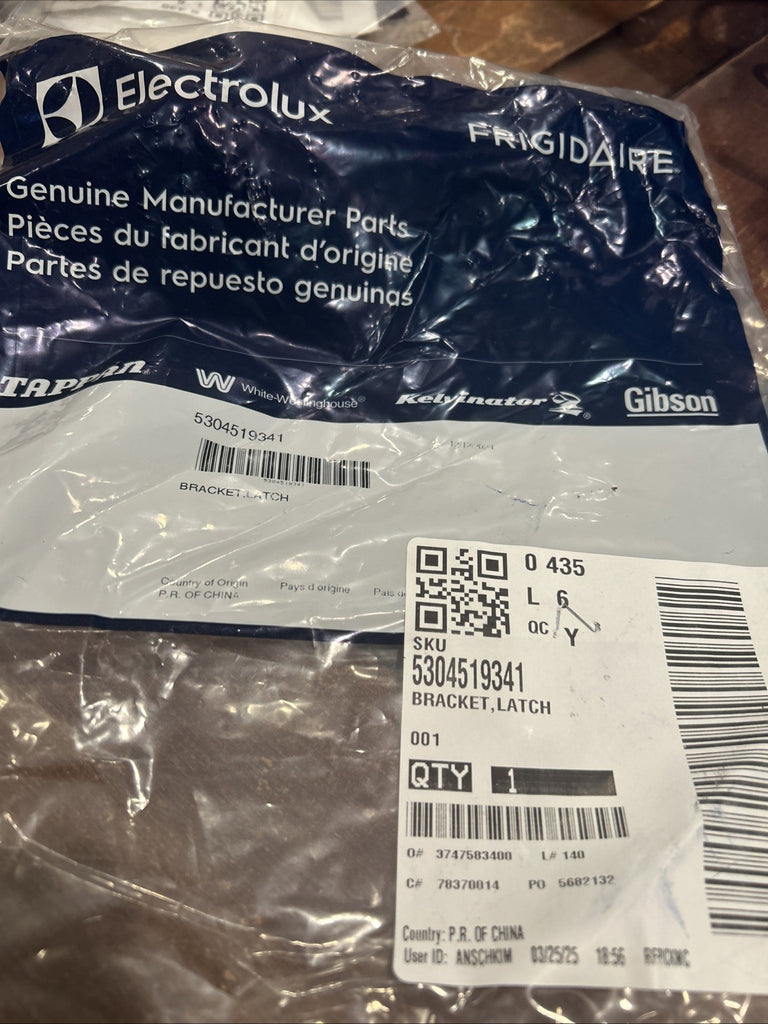 Electrolux
FRIGIDAIRE
Genuine Manufacturer Parts
Pièces du fabricant d'origine
Partes de repuesto genuinas
TAPPAN
White-Westinghouse®
Kelvinator®
Gibson
5304519341
5304519341
BRACKET,LATCH
Country of Origin
P.R. OF CHINA
Pays d origine
0 435
L 6
QC Y
SKU
5304519341
BRACKET,LATCH
001
QTY 1
O# 3747583400 L# 140
C# 78370014 PO 5682132
Country: P.R. OF CHINA
User ID: ANSCHKIM 03/25/25 18:56